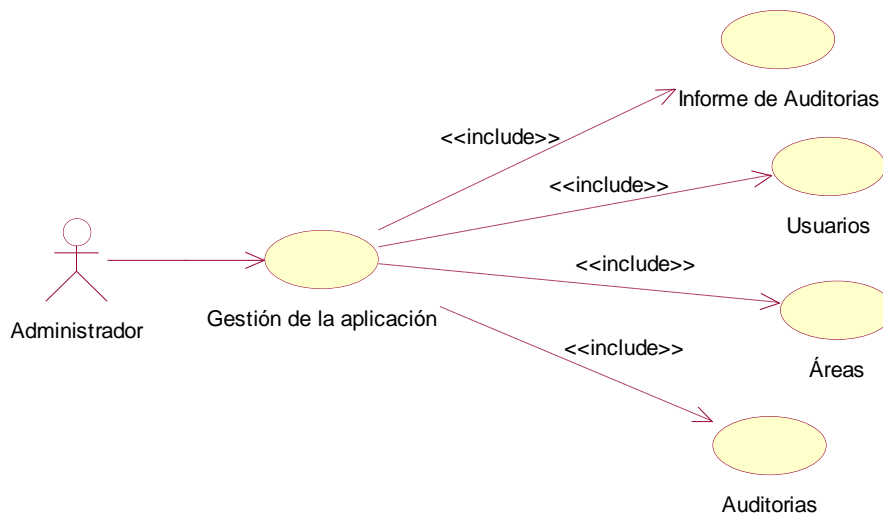 Informe de Auditorias
<<include>>
<<include>>
Usuarios
<<include>>
Administrador
Gestión de la aplicación
<<include>>
Áreas
Auditorias